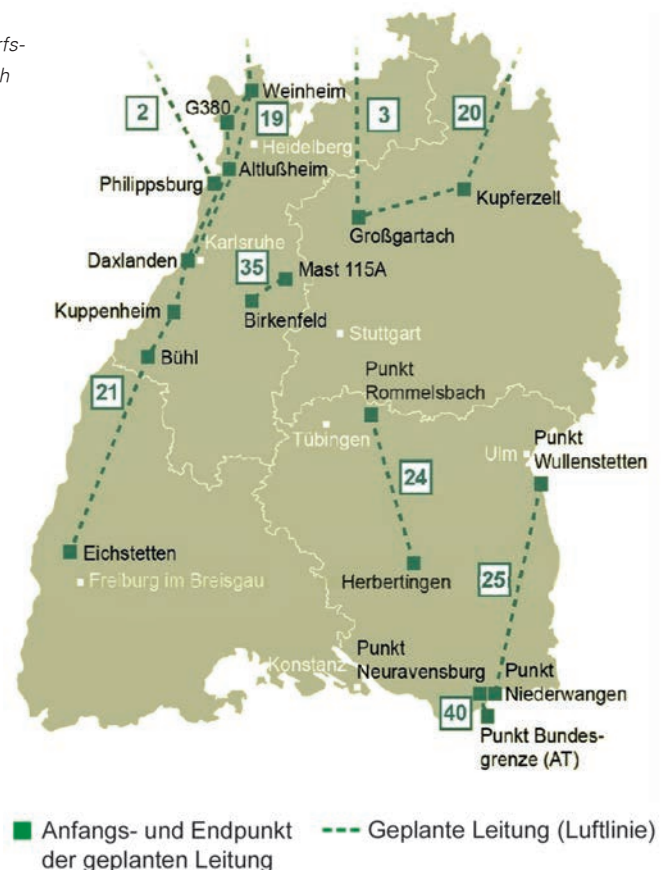 rfs-
h
Weinheim
G380
2
19
3
20
Heidelberg
Altlußheim
Philippsburg
Kupferzell
Großgartach
Karlsruhe
Daxlanden
35
Mast 115A
Kuppenheim
Birkenfeld
Stuttgart
Bühl
Punkt
Rommelsbach
21
Tübingen
Ulm
Punkt
Wullenstetten
24
Eichstetten
Herbertingen
25
Freiburg im Breisgau
Konstanz
Punkt
Neuravensburg
Punkt
Niederwangen
40
Punkt Bundes-
grenze (AT)
Anfangs- und Endpunkt
der geplanten Leitung
Geplante Leitung (Luftlinie)